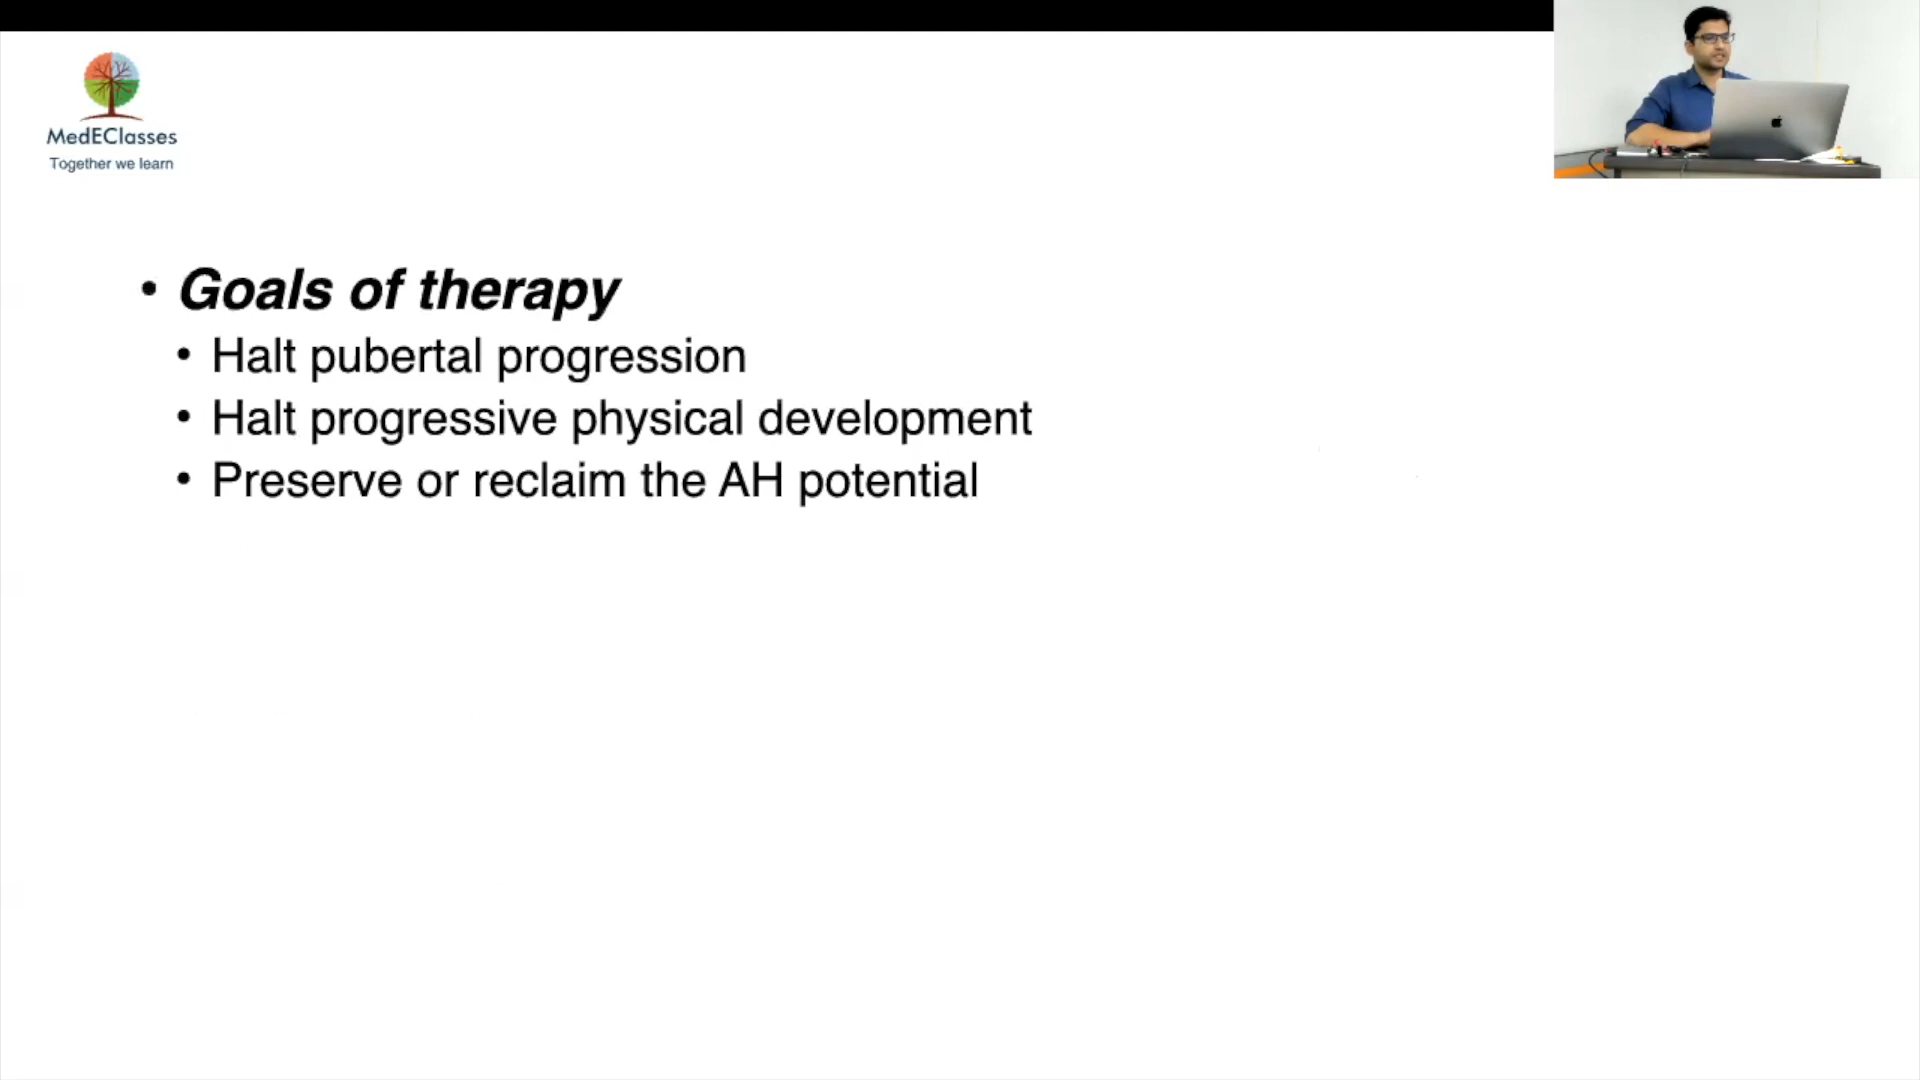 MedEClasses
Together we learn
• Goals of therapy
• Halt pubertal progression
• Halt progressive physical development
• Preserve or reclaim the AH potential